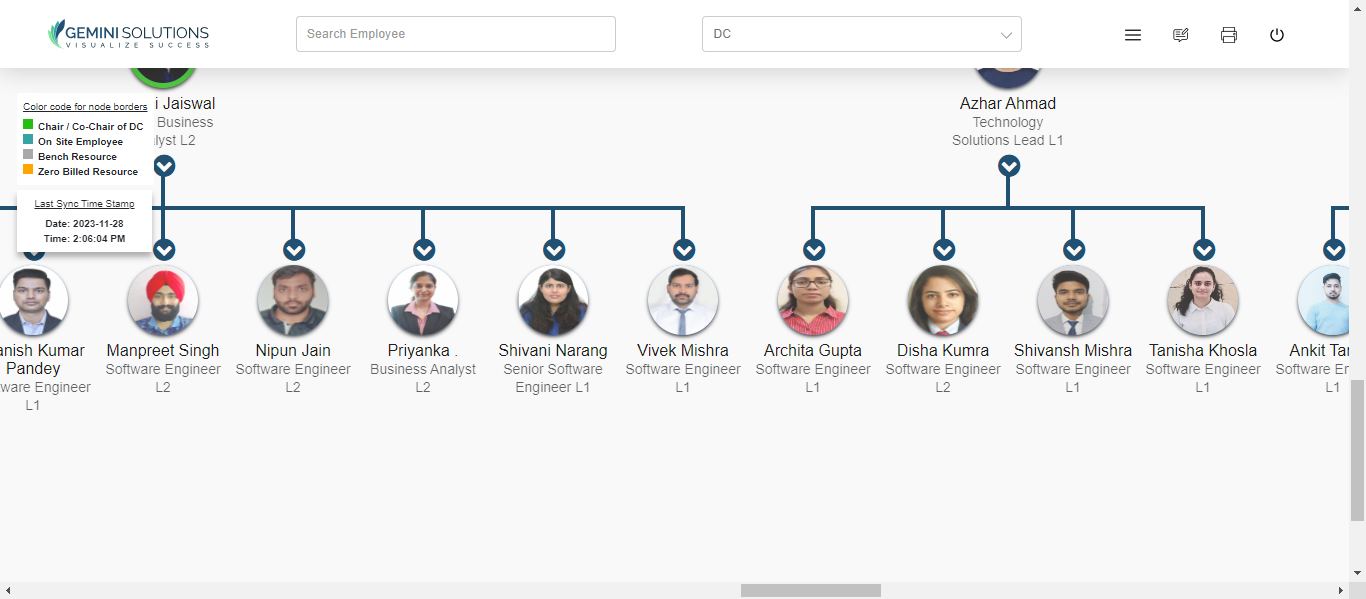 GEMINI SOLUTIONS
VISUALIZE SUCCESS
Search Employee
DC
Color code for node borders
Chair / Co-Chair of DC
On Site Employee
Bench Resource
Zero Billed Resource
Last Sync Time Stamp
Date: 2023-11-28
Time: 2:06:04 PM
i Jaiswal
Business
lyst L2
Azhar Ahmad
Technology
Solutions Lead L1
anish Kumar
Pandey
ware Engineer
L1
Manpreet Singh
Software Engineer
L2
Nipun Jain
Software Engineer
L2
Priyanka .
Business Analyst
L2
Shivani Narang
Senior Software
Engineer L1
Vivek Mishra
Software Engineer
L1
Archita Gupta
Software Engineer
L1
Disha Kumra
Software Engineer
L2
Shivansh Mishra
Software Engineer
L1
Tanisha Khosla
Software Engineer
L1
Ankit Tan
Software En
L1